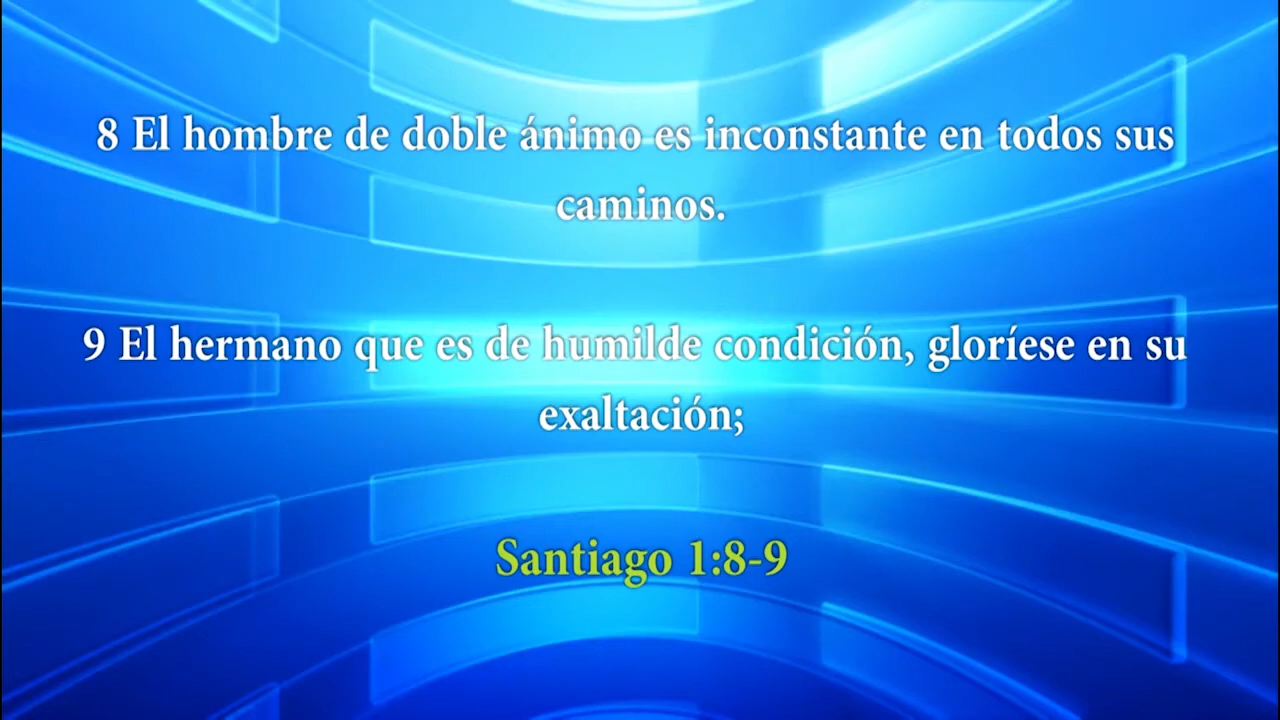 8 El hombre de doble ánimo es inconstante en todos sus
caminos.
9 El hermano que es de humilde condición, gloríese en su
exaltación;
Santiago 1:8-9